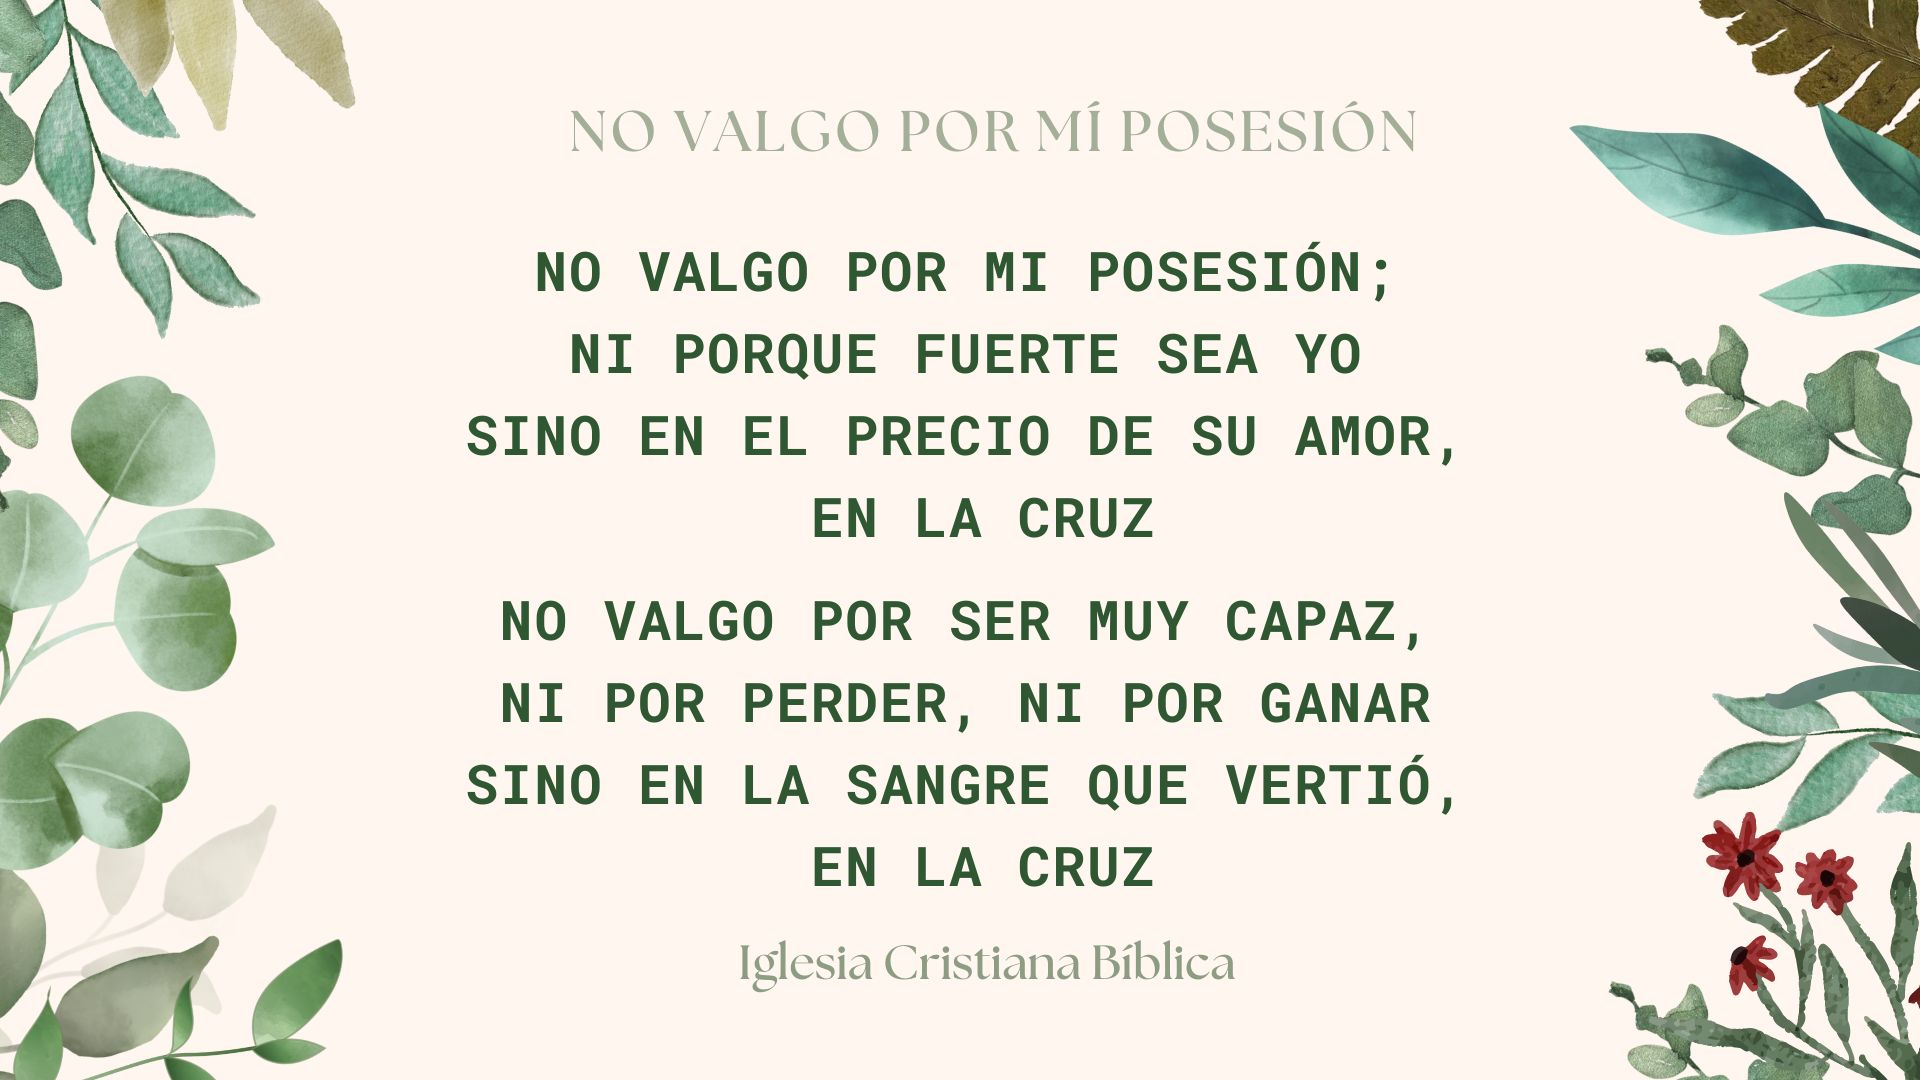 NO VALGO POR MÍ POSESIÓN
NO VALGO POR MI POSESIÓN;
NI PORQUE FUERTE SEA YO
SINO EN EL PRECIO DE SU AMOR,
EN LA CRUZ
NO VALGO POR SER MUY CAPAZ,
NI POR PERDER, NI POR GANAR
SINO EN LA SANGRE QUE VERTIÓ,
EN LA CRUZ
Iglesia Cristiana Bíblica